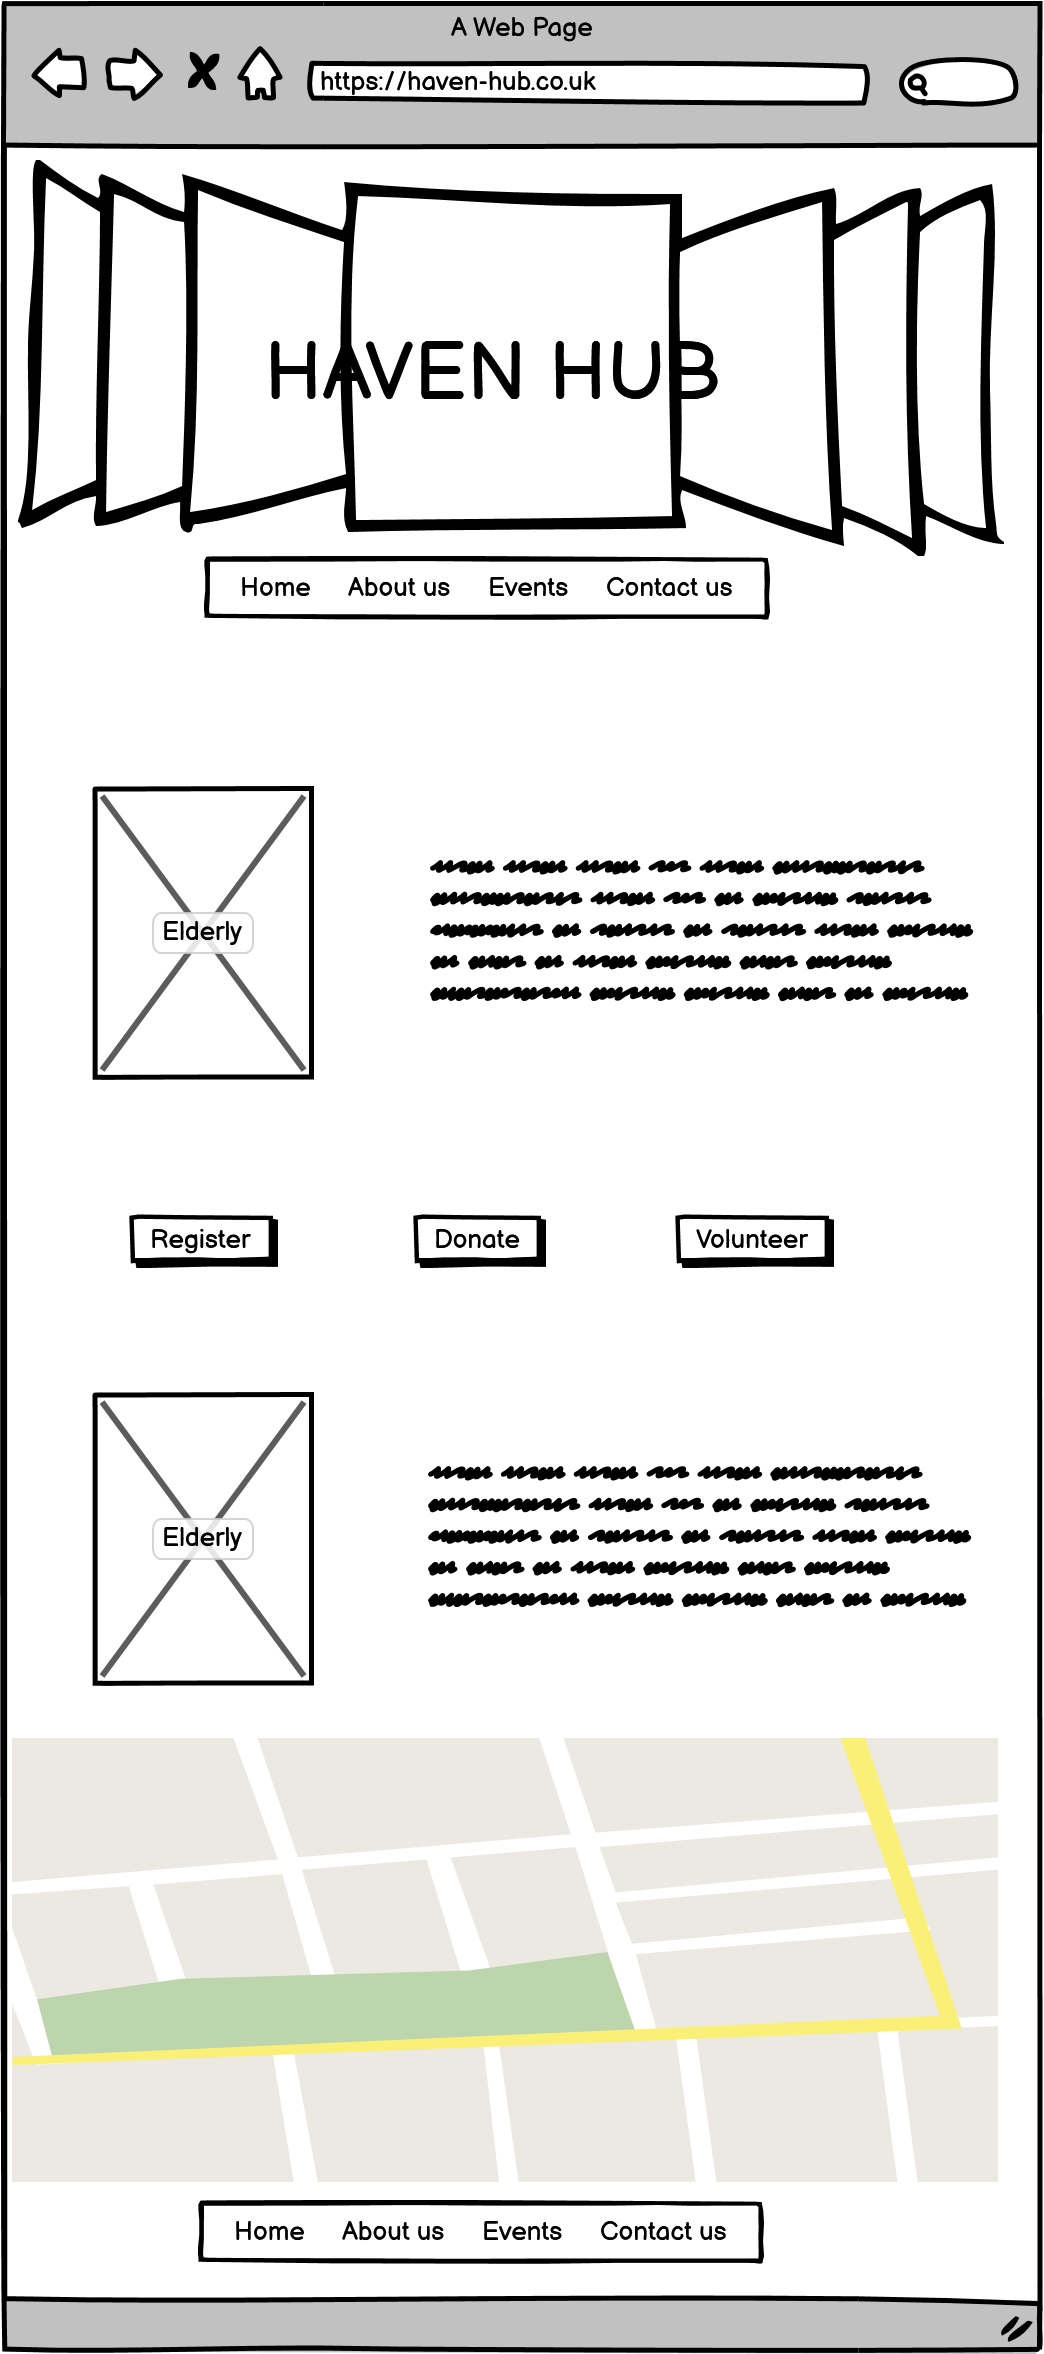 A Web Page
https://haven-hub.co.uk
HAVEN HUB
Home About us Events Contact us
Elderly
Register Donate Volunteer
Elderly
Home About us Events Contact us